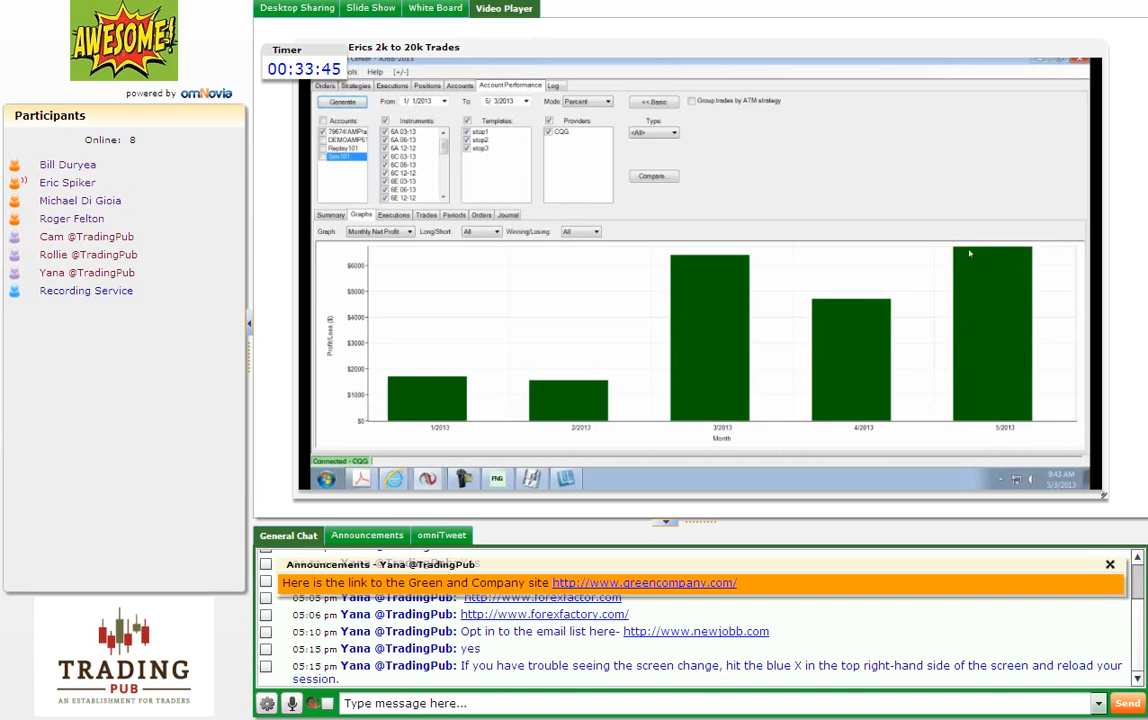 Desktop Sharing Slide Show White Board Video Player
AWESOME!
powered by omNovia
Participants
Online: 8
Bill Duryea
Eric Spiker
Michael Di Gioia
Roger Felton
Cam @TradingPub
Rollie @TradingPub
Yana @TradingPub
Recording Service
TRADING
PUB
AN ESTABLISHMENT FOR TRADERS
Timer
00:33:45
Erics 2k to 20k Trades
Help [+/-]
Orders Strategies Executions Positions Accounts Account Performance Log
Generate From: 1/ 1/2013 To 5/ 3/2013 Mode: Percent << Basic Group trades by ATM strategy
Accounts: Instruments: Templates: Providers: Type:
6A 03-13 stop1 CQG <All>
DEMOAMP5 6A 06-13 stop2
Replay101 6A 12-12 stop3
Sim101 6C 03-13
6C 06-13
6C 12-12 Compare...
6E 03-13
6E 06-13
6E 12-12
Summary Graphs Executions Trades Periods Orders Journal
Graph Monthly Net Profit Long/Short: All Winning/Losing: All
$6000
$5000
$4000
$3000
$2000
$1000
$0
Profit/Loss ($)
1/2013 2/2013 3/2013 4/2013 5/2013
Month
Connected - CQG
ENG
9:43 AM
5/3/2013
General Chat Announcements omniTweet
Announcements - Yana @TradingPub
Here is the link to the Green and Company site http://www.greencompany.com/
05:05 pm Yana @TradingPub: http://www.forexfactor.com
05:06 pm Yana @TradingPub: http://www.forexfactory.com/
05:10 pm Yana @TradingPub: Opt in to the email list here- http://www.newjobb.com
05:15 pm Yana @TradingPub: yes
05:15 pm Yana @TradingPub: If you have trouble seeing the screen change, hit the blue X in the top right-hand side of the screen and reload your
session.
Type message here...
Send